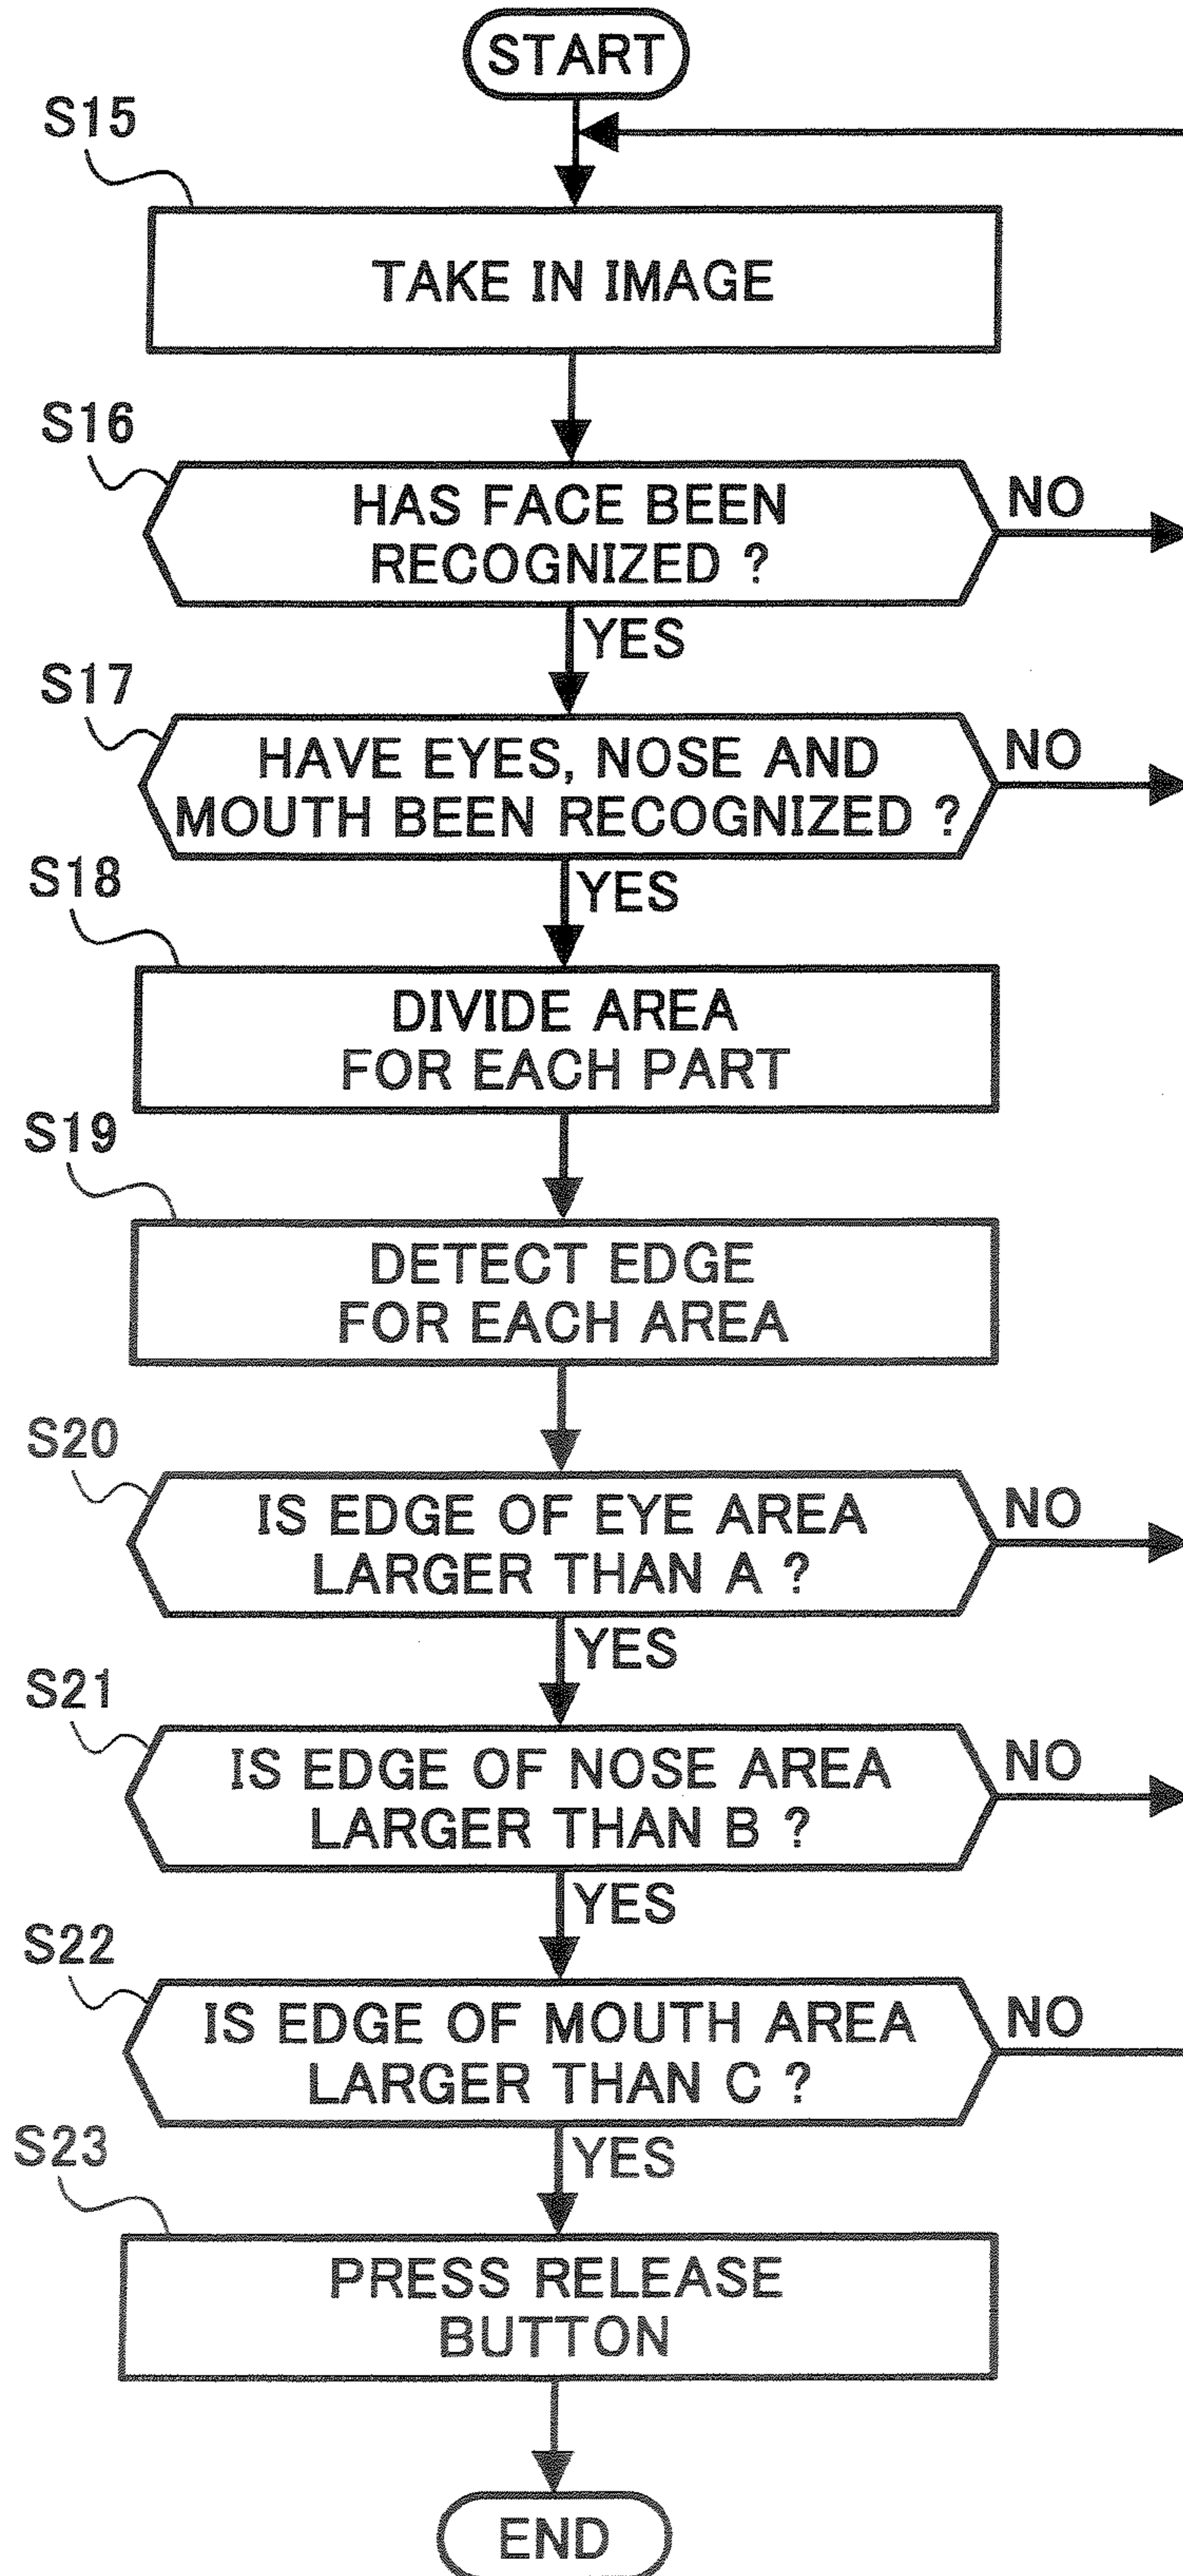 START
S15
TAKE IN IMAGE
S16
HAS FACE BEEN
RECOGNIZED ?
NO
YES
S17
HAVE EYES, NOSE AND
MOUTH BEEN RECOGNIZED ?
NO
YES
S18
DIVIDE AREA
FOR EACH PART
S19
DETECT EDGE
FOR EACH AREA
S20
IS EDGE OF EYE AREA
LARGER THAN A ?
NO
YES
S21
IS EDGE OF NOSE AREA
LARGER THAN B ?
NO
YES
S22
IS EDGE OF MOUTH AREA
LARGER THAN C ?
NO
YES
S23
PRESS RELEASE
BUTTON
END